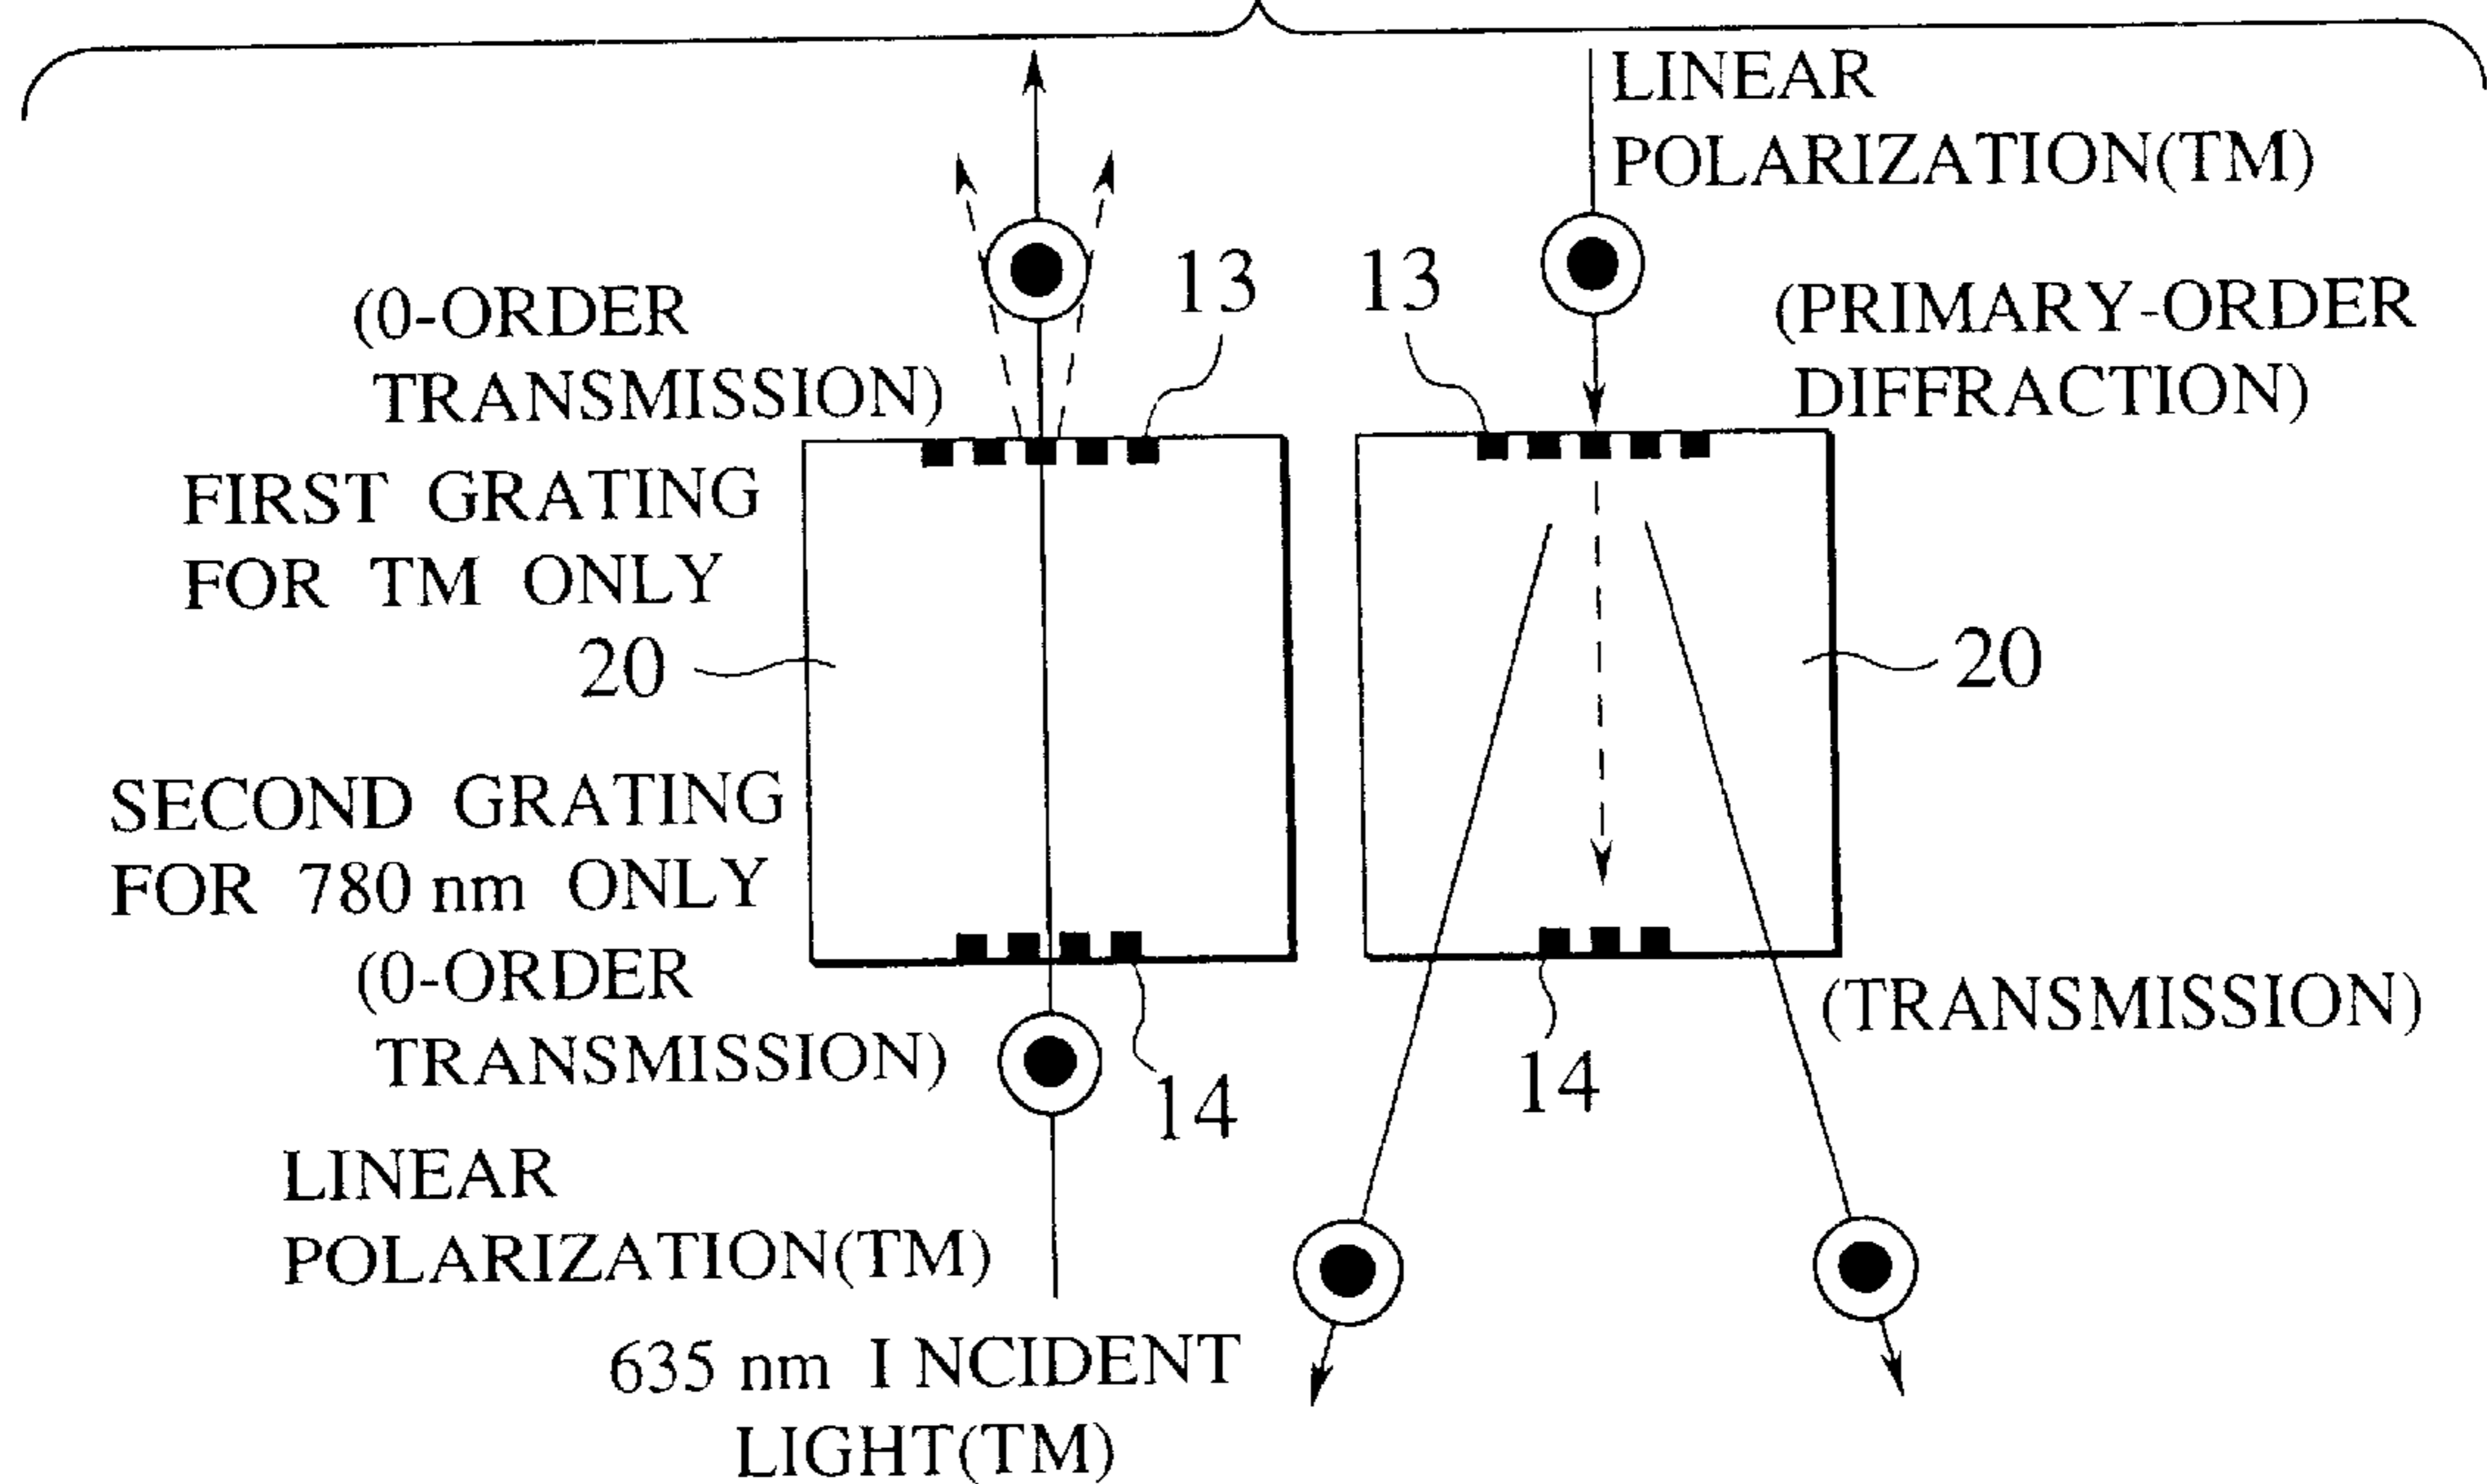 LINEAR
POLARIZATION(TM)
13
13
(0-ORDER
TRANSMISSION)
(PRIMARY-ORDER
DIFFRACTION)
FIRST GRATING
FOR TM ONLY
20
20
SECOND GRATING
FOR 780 nm ONLY
(0-ORDER
TRANSMISSION)
(TRANSMISSION)
14
14
LINEAR
POLARIZATION(TM)
635 nm I NCIDENT
LIGHT(TM)